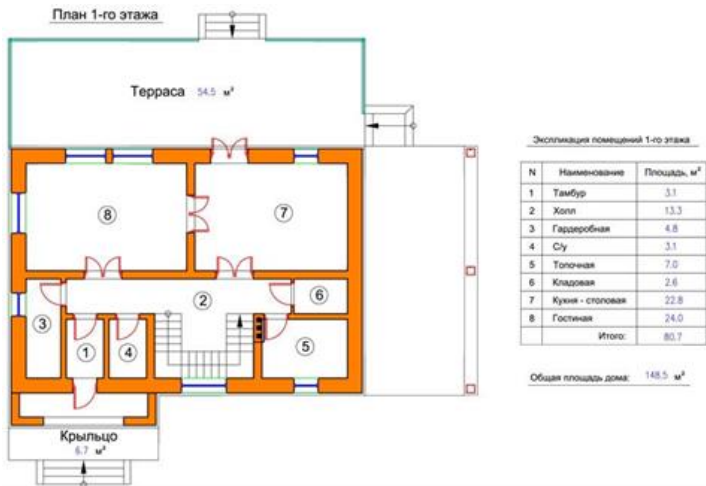 План 1-го этажа
Терраса 54.5 м²
8
7
2
6
3
1
4
5
Крыльцо
6.7 м²
Экспликация помещений 1-го этажа
N Наименование Площадь, м²
1 Тамбур 3.1
2 Холл 13.3
3 Гардеробная 4.8
4 С/у 3.1
5 Топочная 7.0
6 Кладовая 2.6
7 Кухня - столовая 22.8
8 Гостиная 24.0
Итого: 80.7
Общая площадь дома: 148.5 м²